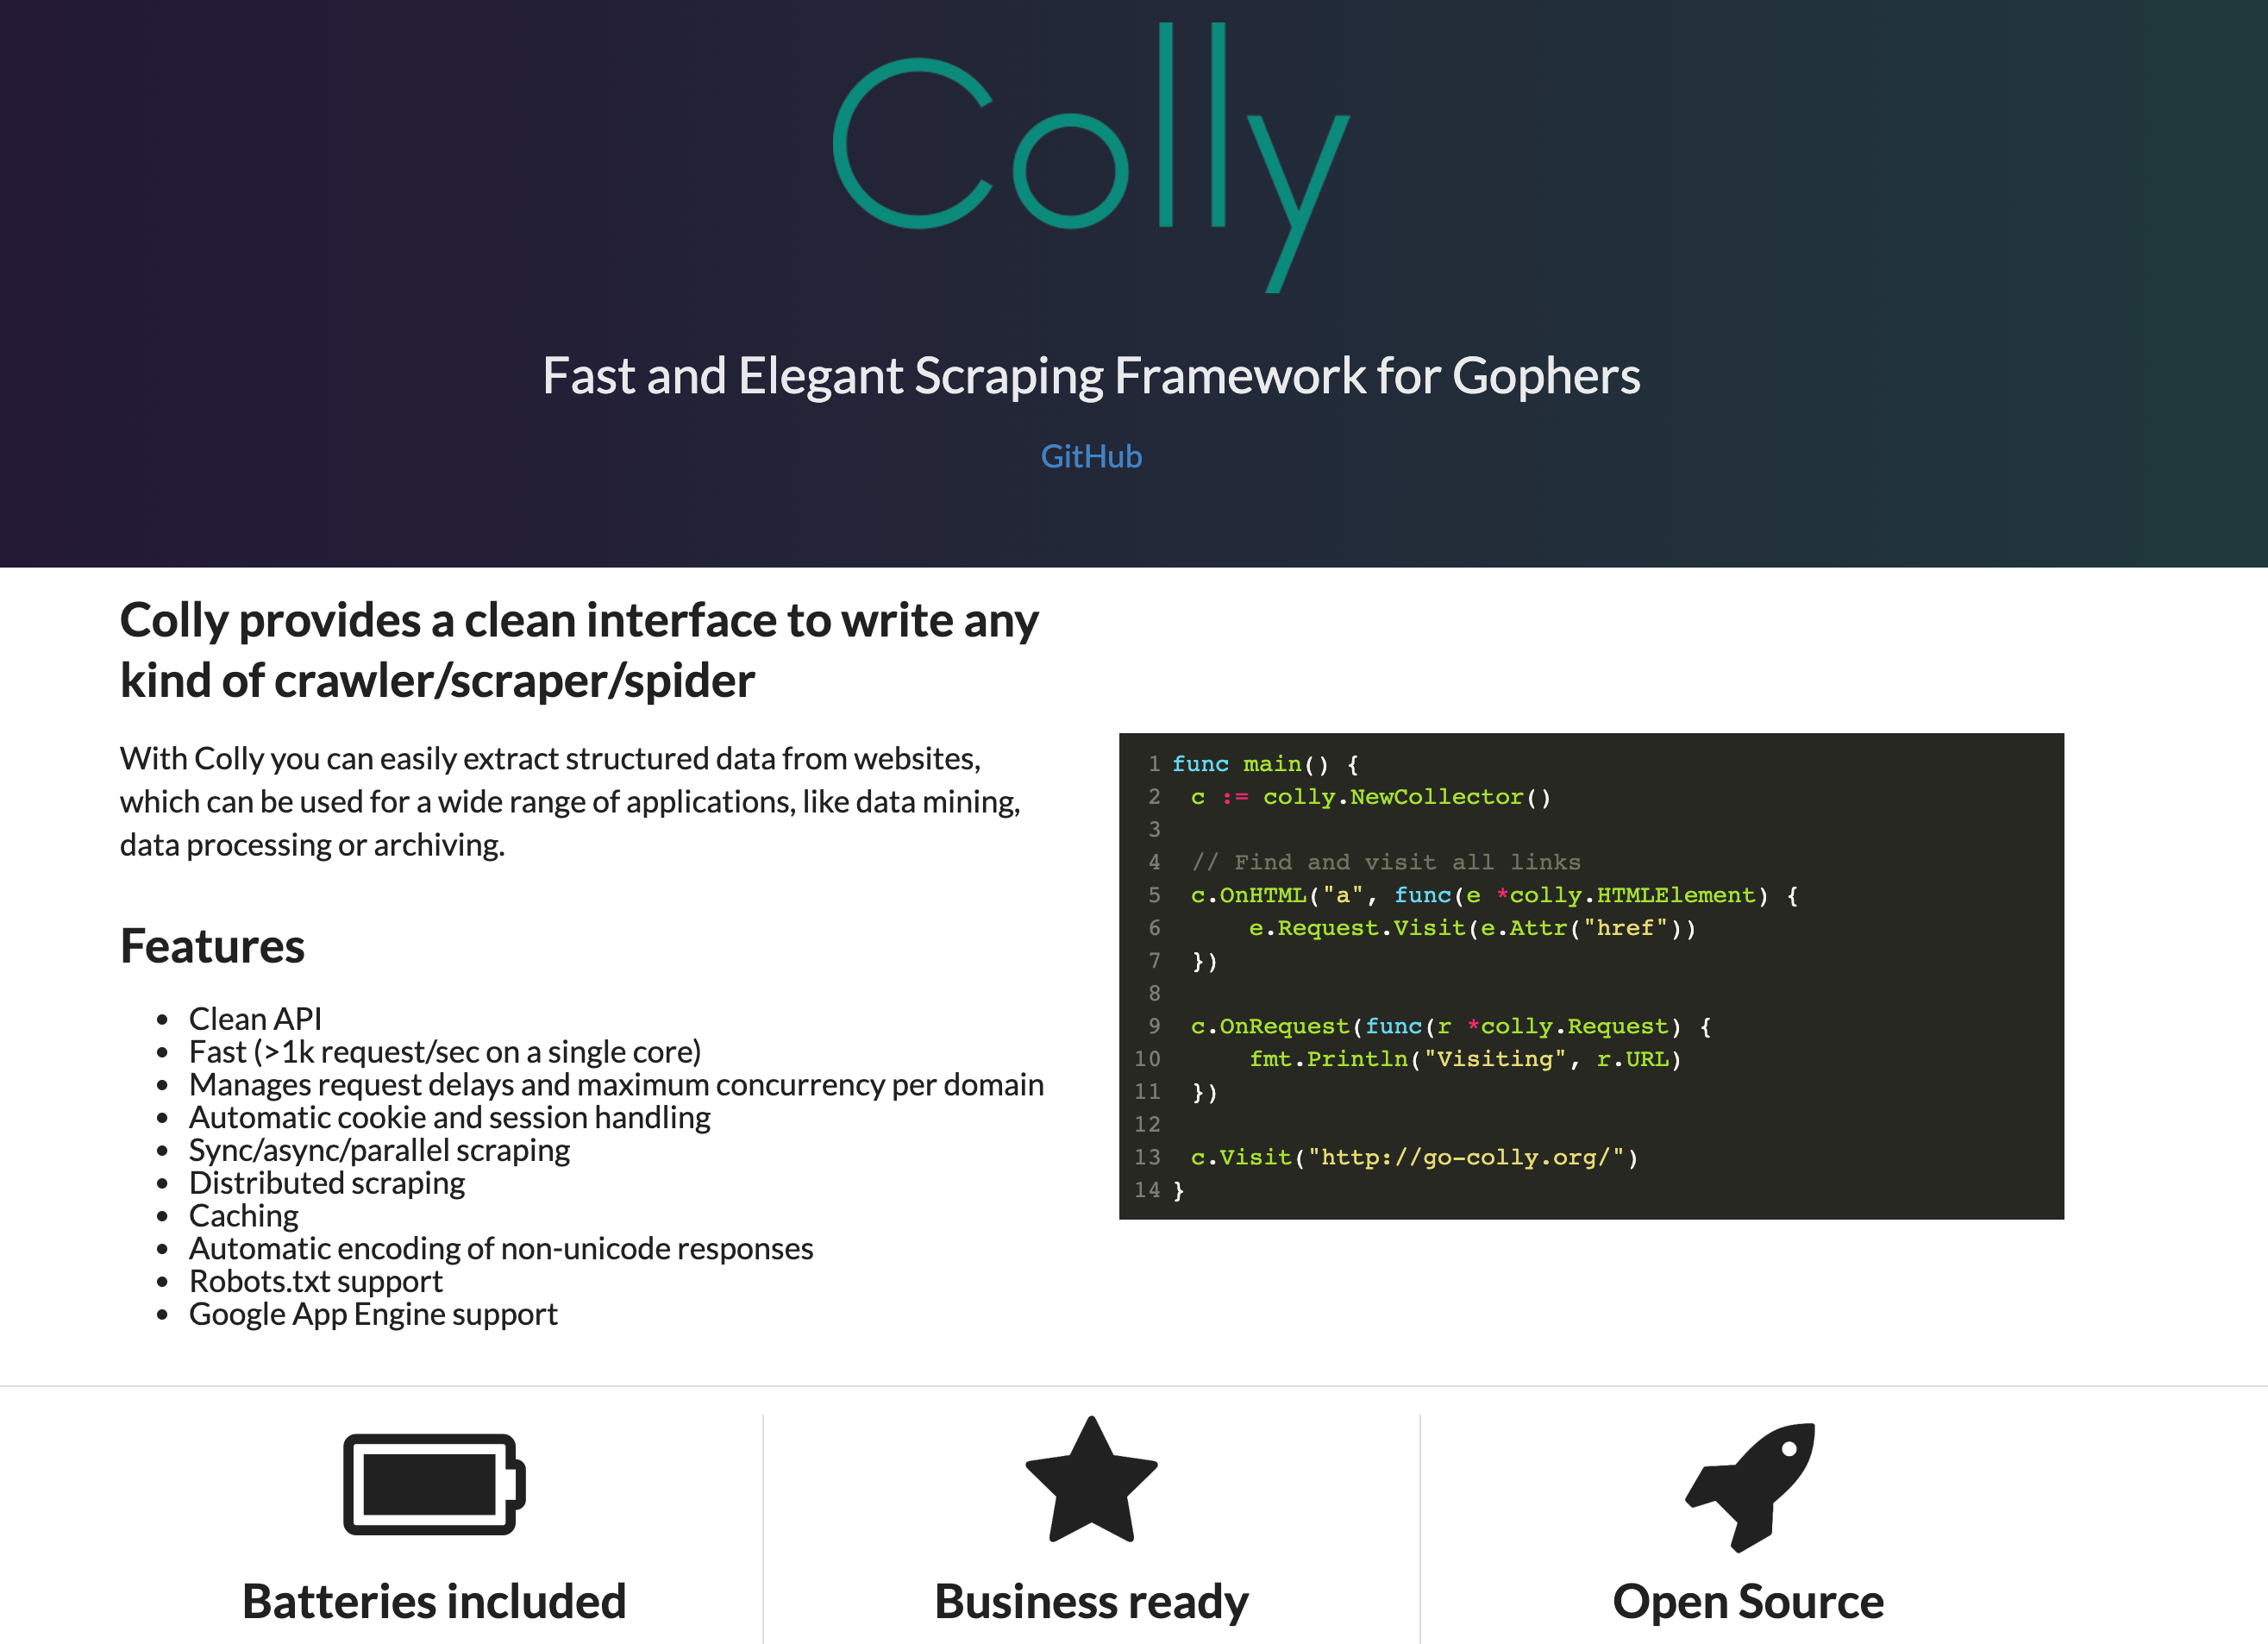 Colly
Fast and Elegant Scraping Framework for Gophers
GitHub
Colly provides a clean interface to write any
kind of crawler/scraper/spider
With Colly you can easily extract structured data from websites,
which can be used for a wide range of applications, like data mining,
data processing or archiving.
Features
• Clean API
• Fast (>1k request/sec on a single core)
• Manages request delays and maximum concurrency per domain
• Automatic cookie and session handling
• Sync/async/parallel scraping
• Distributed scraping
• Caching
• Automatic encoding of non-unicode responses
• Robots.txt support
• Google App Engine support
1 func main() {
2  c := colly.NewCollector()
3
4  // Find and visit all links
5  c.OnHTML("a", func(e *colly.HTMLElement) {
6      e.Request.Visit(e.Attr("href"))
7  })
8
9  c.OnRequest(func(r *colly.Request) {
10      fmt.Println("Visiting", r.URL)
11  })
12
13  c.Visit("http://go-colly.org/")
14 }
Batteries included
Business ready
Open Source